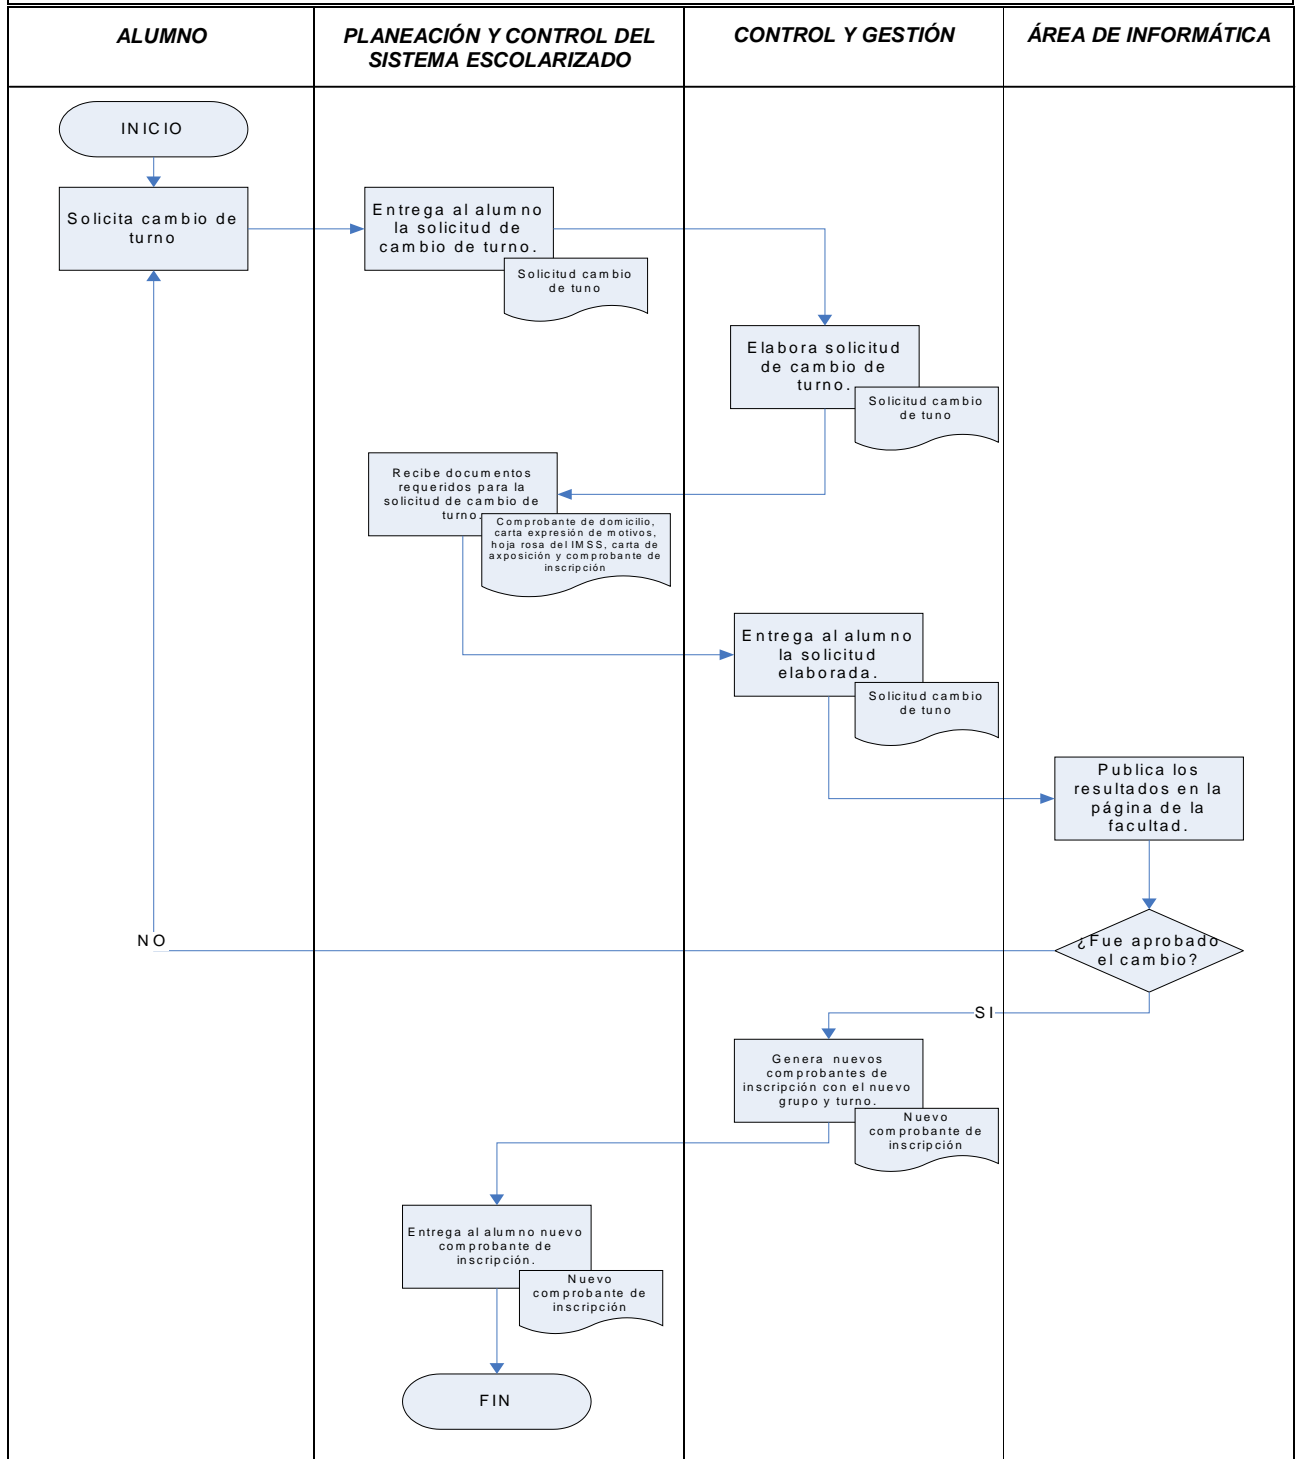 ALUMNO
PLANEACIÓN Y CONTROL DEL
SISTEMA ESCOLARIZADO
CONTROL Y GESTIÓN
ÁREA DE INFORMÁTICA
INICIO
Solicita cambio de
turno
Entrega al alumno
la solicitud de
cambio de turno.
Solicitud cambio
de tuno
Elabora solicitud
de cambio de
turno.
Solicitud cambio
de tuno
Recibe documentos
requeridos para la
solicitud de cambio de
turno.
Comprobante de domicilio,
carta expresión de motivos,
hoja rosa del IMSS, carta de
axposición y comprobante de
inscripción
Entrega al alumno
la solicitud
elaborada.
Solicitud cambio
de tuno
Publica los
resultados en la
página de la
facultad.
¿Fue aprobado
el cambio?
NO
SI
Genera nuevos
comprobantes de
inscripción con el nuevo
grupo y turno.
Nuevo
comprobante de
inscripción
Entrega al alumno nuevo
comprobante de
inscripción.
Nuevo
comprobante de
inscripción
FIN